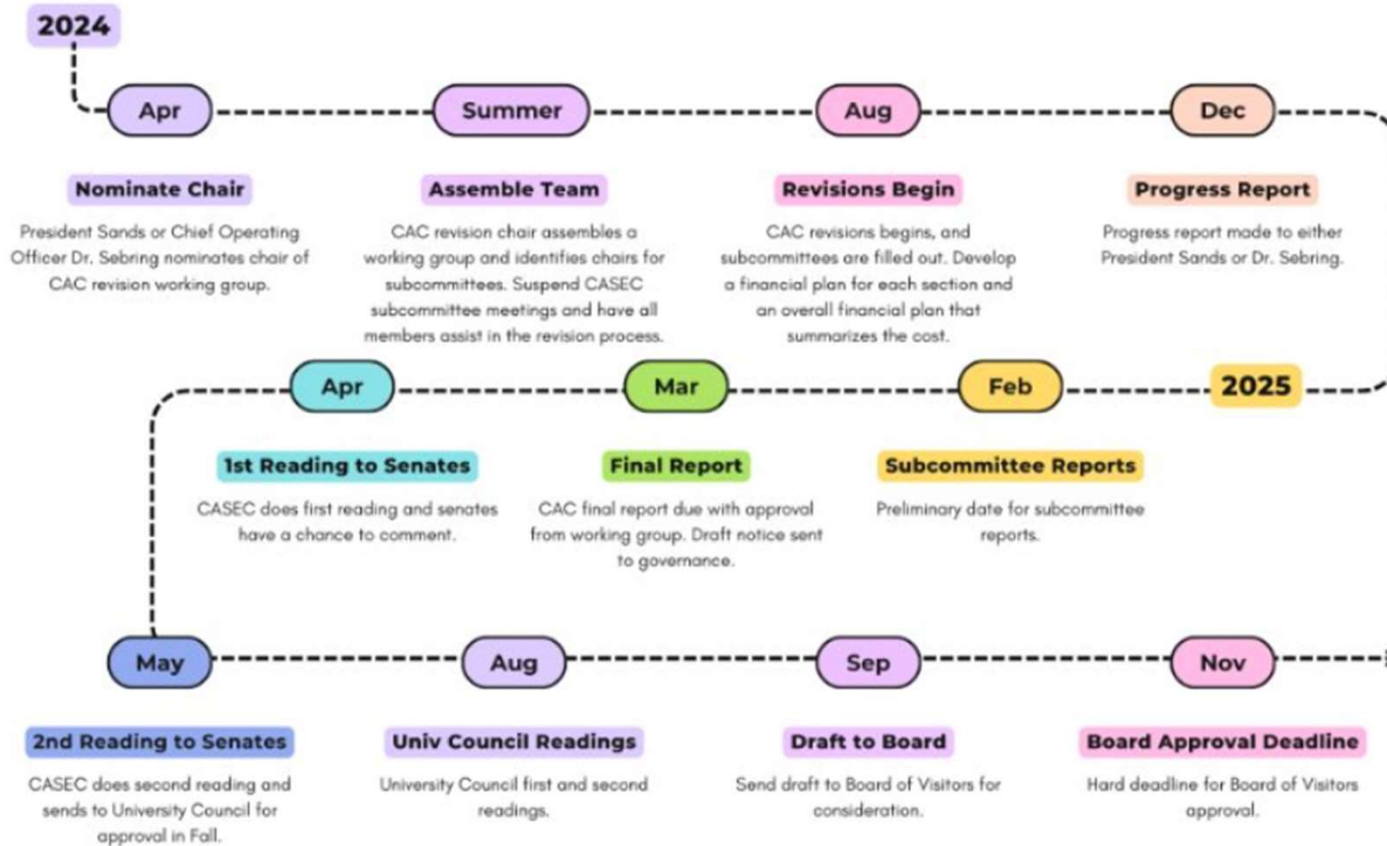 2024
Apr
Summer
Aug
Dec
Nominate Chair
President Sands or Chief Operating
Officer Dr. Sebring nominates chair of
CAC revision working group.
Assemble Team
CAC revision chair assembles a
working group and identifies chairs for
subcommittees. Suspend CASEC
subcommittee meetings and have all
members assist in the revision process.
Revisions Begin
CAC revisions begins, and
subcommittees are filled out. Develop
a financial plan for each section and
an overall financial plan that
summarizes the cost.
Progress Report
Progress report made to either
President Sands or Dr. Sebring.
2025
Feb
Mar
Apr
Subcommittee Reports
Preliminary date for subcommittee
reports.
Final Report
CAC final report due with approval
from working group. Draft notice sent
to governance.
1st Reading to Senates
CASEC does first reading and senates
have a chance to comment.
May
Aug
Sep
Nov
2nd Reading to Senates
CASEC does second reading and
sends to University Council for
approval in Fall.
Univ Council Readings
University Council first and second
readings.
Draft to Board
Send draft to Board of Visitors for
consideration.
Board Approval Deadline
Hard deadline for Board of Visitors
approval.